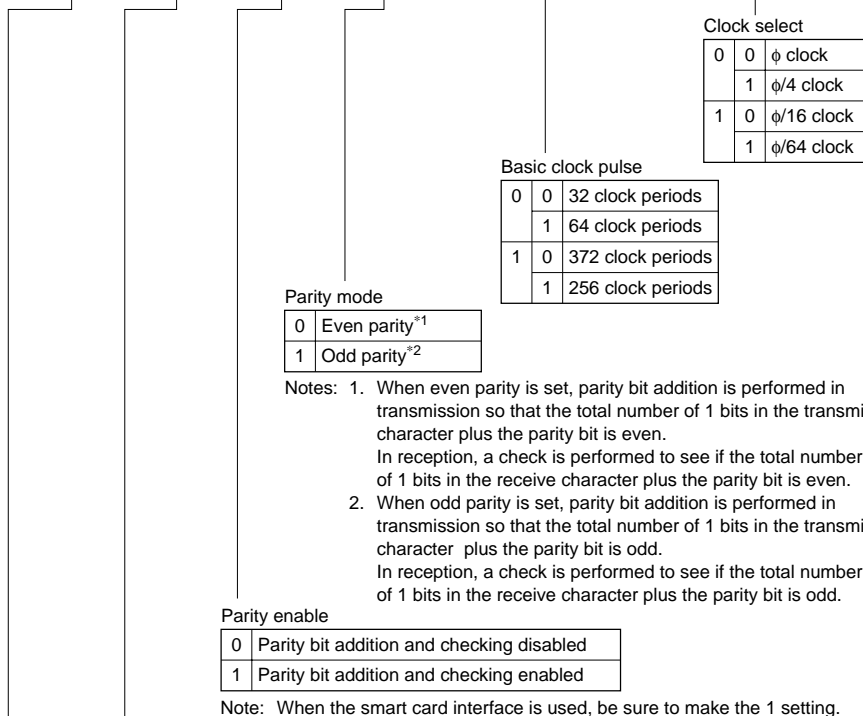 Clock select
0 0 ϕ clock
1 ϕ/4 clock
1 0 ϕ/16 clock
1 ϕ/64 clock
Basic clock pulse
0 0 32 clock periods
1 64 clock periods
1 0 372 clock periods
1 256 clock periods
Parity mode
0 Even parity*1
1 Odd parity*2
Notes: 1. When even parity is set, parity bit addition is performed in
transmission so that the total number of 1 bits in the transmi
character plus the parity bit is even.
In reception, a check is performed to see if the total number
of 1 bits in the receive character plus the parity bit is even.
2. When odd parity is set, parity bit addition is performed in
transmission so that the total number of 1 bits in the transmi
character plus the parity bit is odd.
In reception, a check is performed to see if the total number
of 1 bits in the receive character plus the parity bit is odd.
Parity enable
0 Parity bit addition and checking disabled
1 Parity bit addition and checking enabled
Note: When the smart card interface is used, be sure to make the 1 setting.